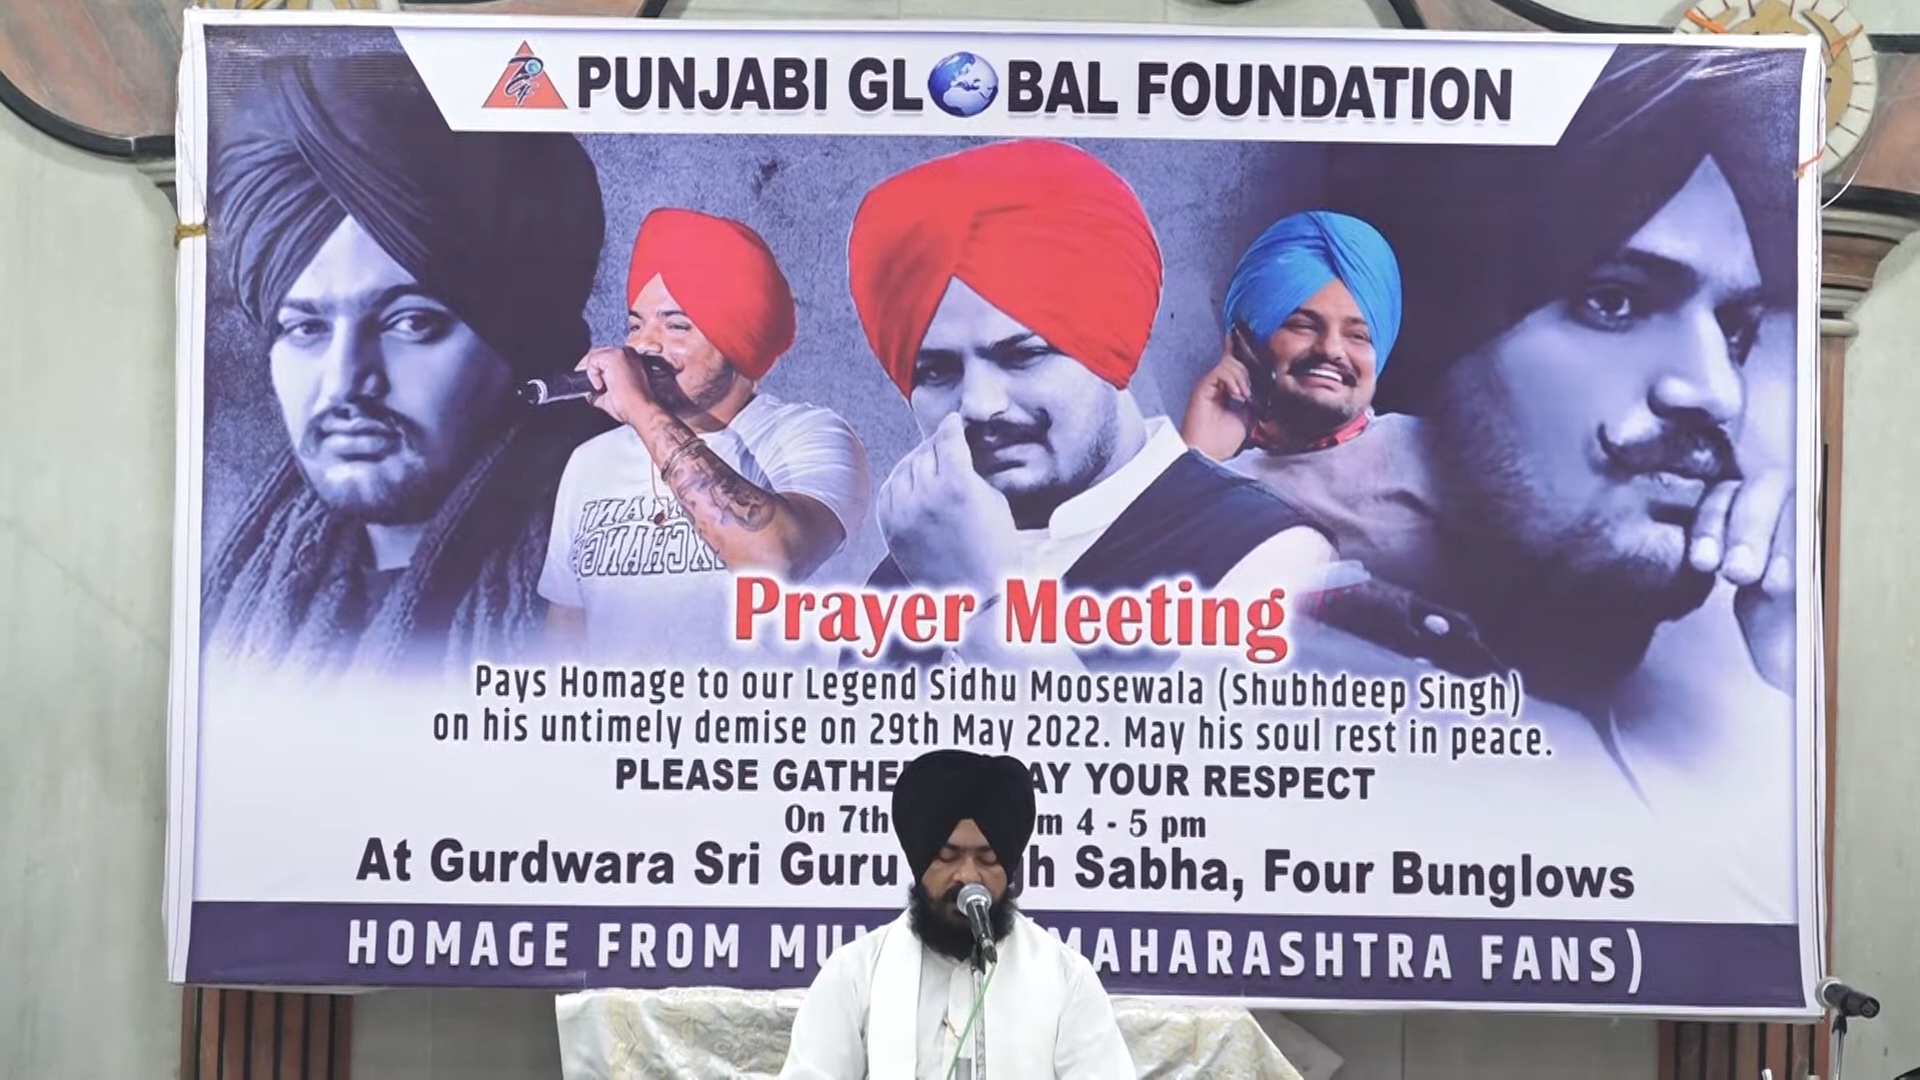 PUNJABI GLOBAL FOUNDATION
Prayer Meeting
Pays Homage to our Legend Sidhu Moosewala (Shubhdeep Singh)
on his untimely demise on 29th May 2022. May his soul rest in peace.
PLEASE GATHE AY YOUR RESPECT
On 7th m 4 - 5 pm
At Gurdwara Sri Guru gh Sabha, Four Bunglows
HOMAGE FROM MU MAHARASHTRA FANS)